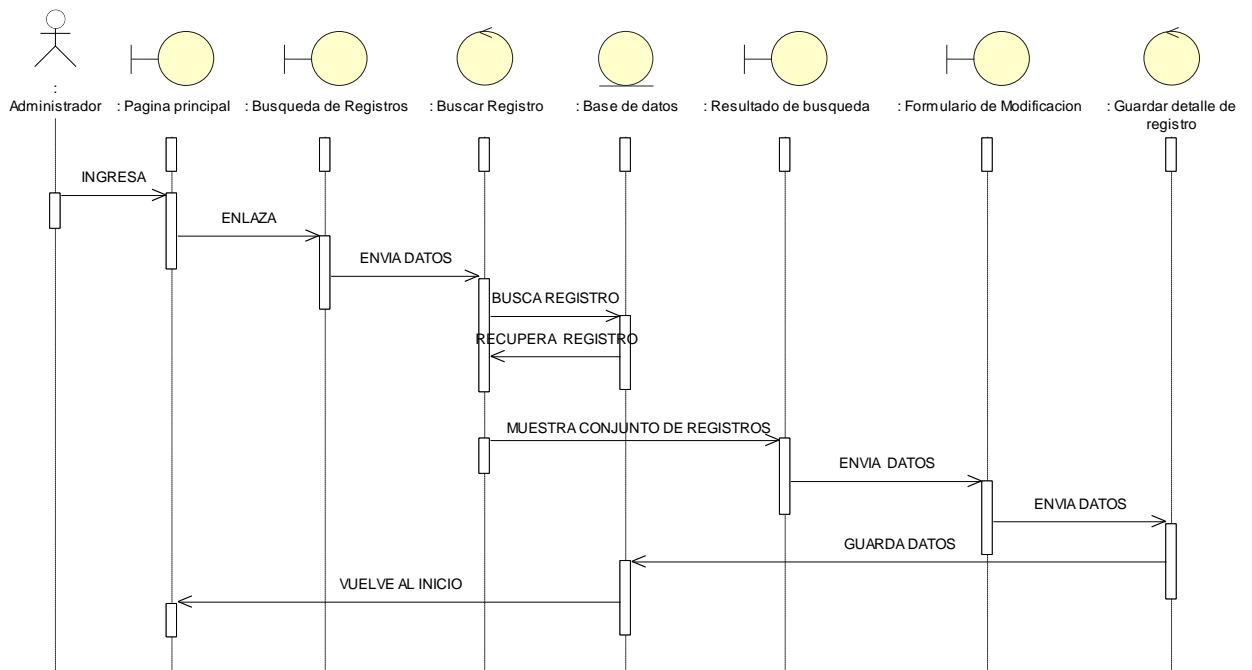 :
Administrador
: Pagina principal
: Busqueda de Registros
: Buscar Registro
: Base de datos
: Resultado de busqueda
: Formulario de Modificacion
: Guardar detalle de
registro
INGRESA
ENLAZA
ENVIA DATOS
BUSCA REGISTRO
RECUPERA REGISTRO
MUESTRA CONJUNTO DE REGISTROS
ENVIA DATOS
ENVIA DATOS
GUARDA DATOS
VUELVE AL INICIO